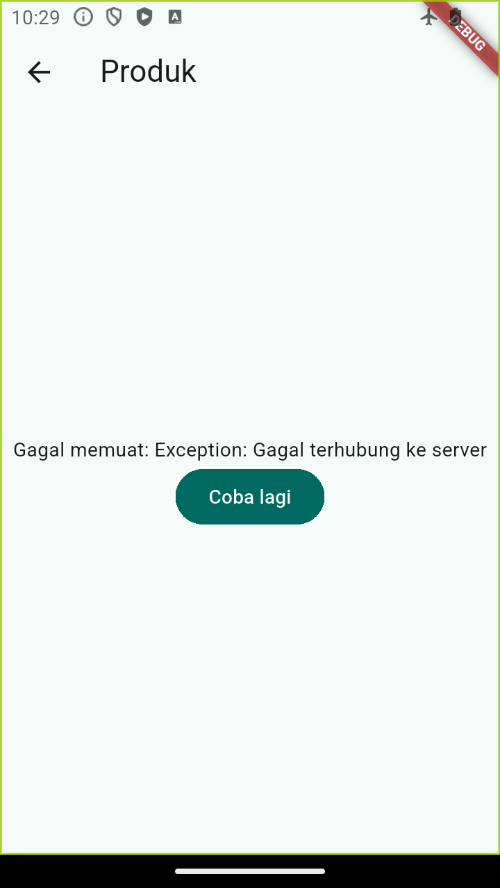 10:29
DEBUG
Produk
Gagal memuat: Exception: Gagal terhubung ke server
Coba lagi